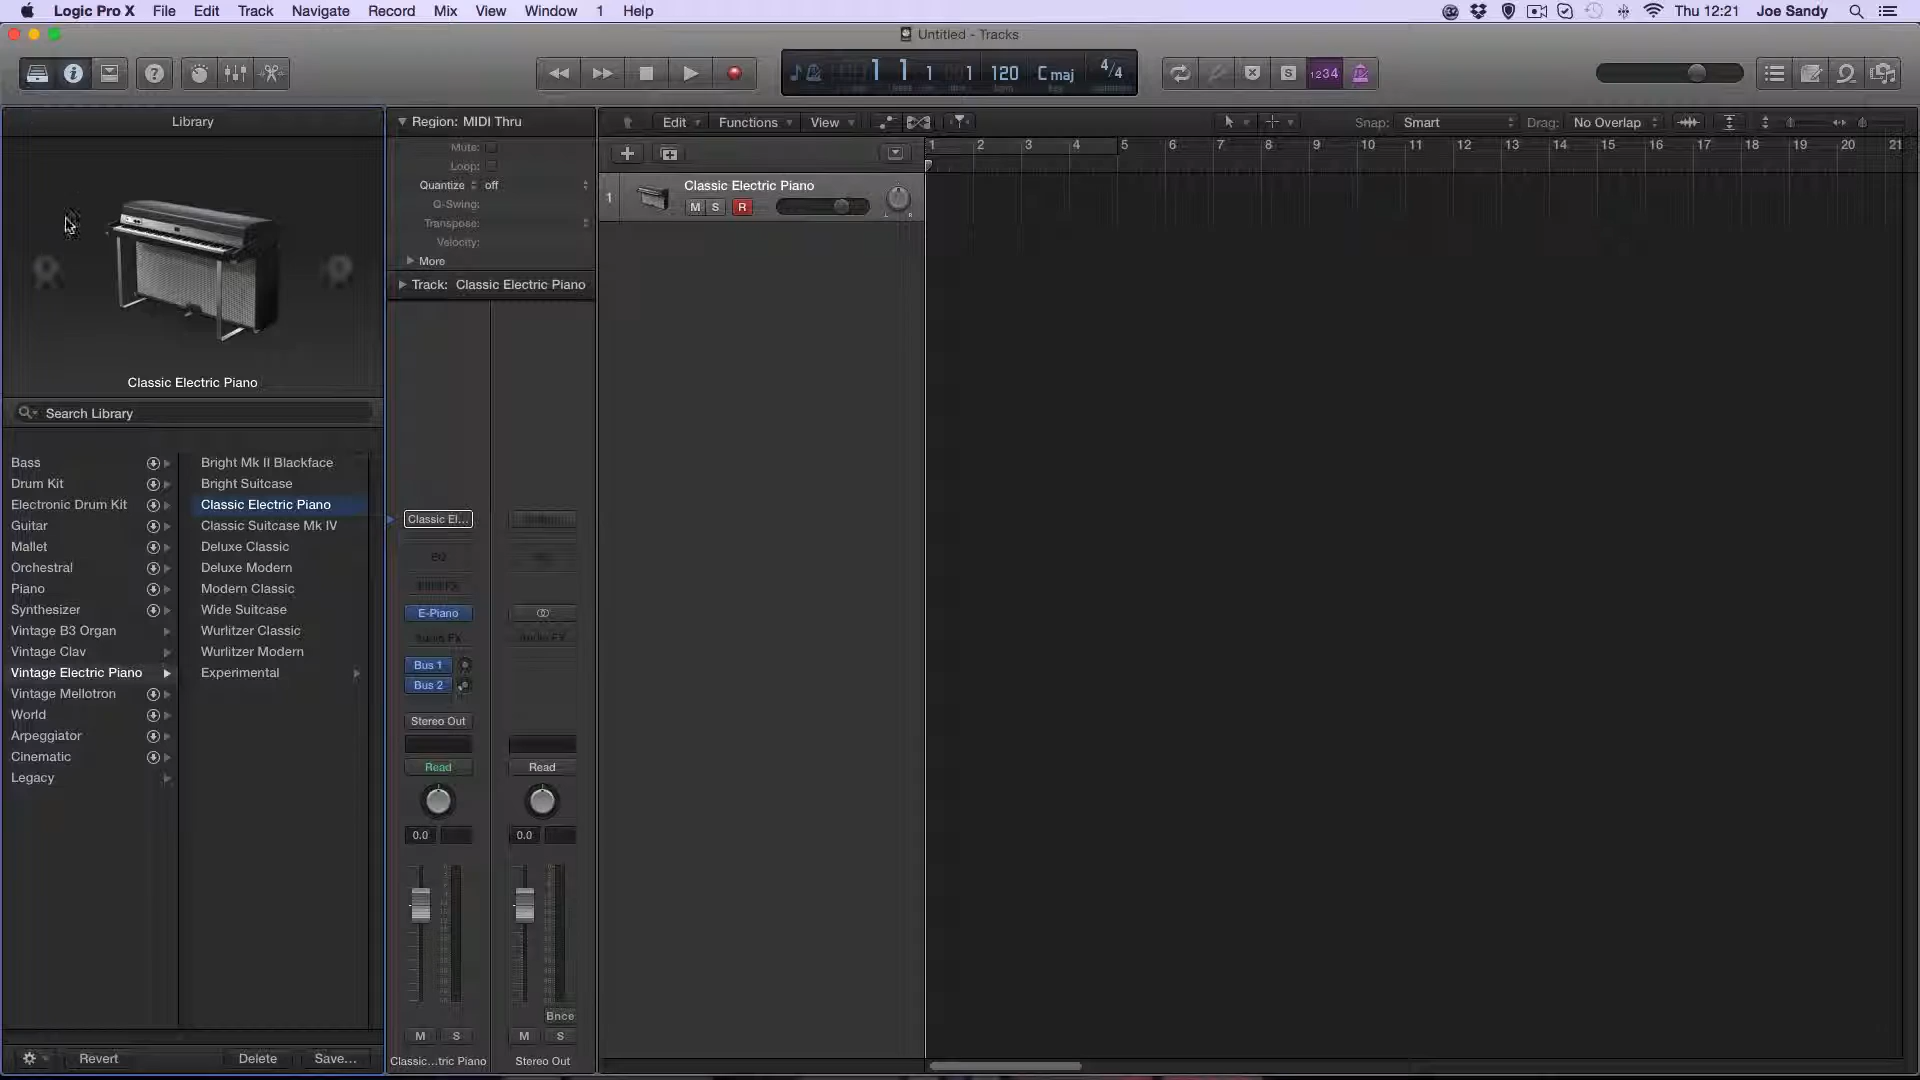 Logic Pro X File Edit Track Navigate Record Mix View Window 1 Help Thu 12:21 Joe Sandy
Untitled - Tracks
1 1 1 1 120 Cmaj 4/4
S 1234
Library
Region: MIDI Thru
Edit Functions View Snap: Smart Drag: No Overlap
Mute:
Loop:
Quantize off
Q-Swing:
Transpose:
Velocity:
More
Track: Classic Electric Piano
1 2 3 4 5 6 7 8 9 10 11 12 13 14 15 16 17 18 19 20 21
1 Classic Electric Piano
M S R
L R
Classic Electric Piano
Search Library
Bass
Drum Kit
Electronic Drum Kit
Guitar
Mallet
Orchestral
Piano
Synthesizer
Vintage B3 Organ
Vintage Clav
Vintage Electric Piano
Vintage Mellotron
World
Arpeggiator
Cinematic
Legacy
Bright Mk II Blackface
Bright Suitcase
Classic Electric Piano
Classic Suitcase Mk IV
Deluxe Classic
Deluxe Modern
Modern Classic
Wide Suitcase
Wurlitzer Classic
Wurlitzer Modern
Experimental
Classic El...
EQ
MIDI FX
E-Piano
Audio FX Audio FX
Bus 1
Bus 2
Stereo Out
Read Read
0.0 0.0
Bnce
M S M S
Classic...tric Piano Stereo Out
Revert Delete Save...